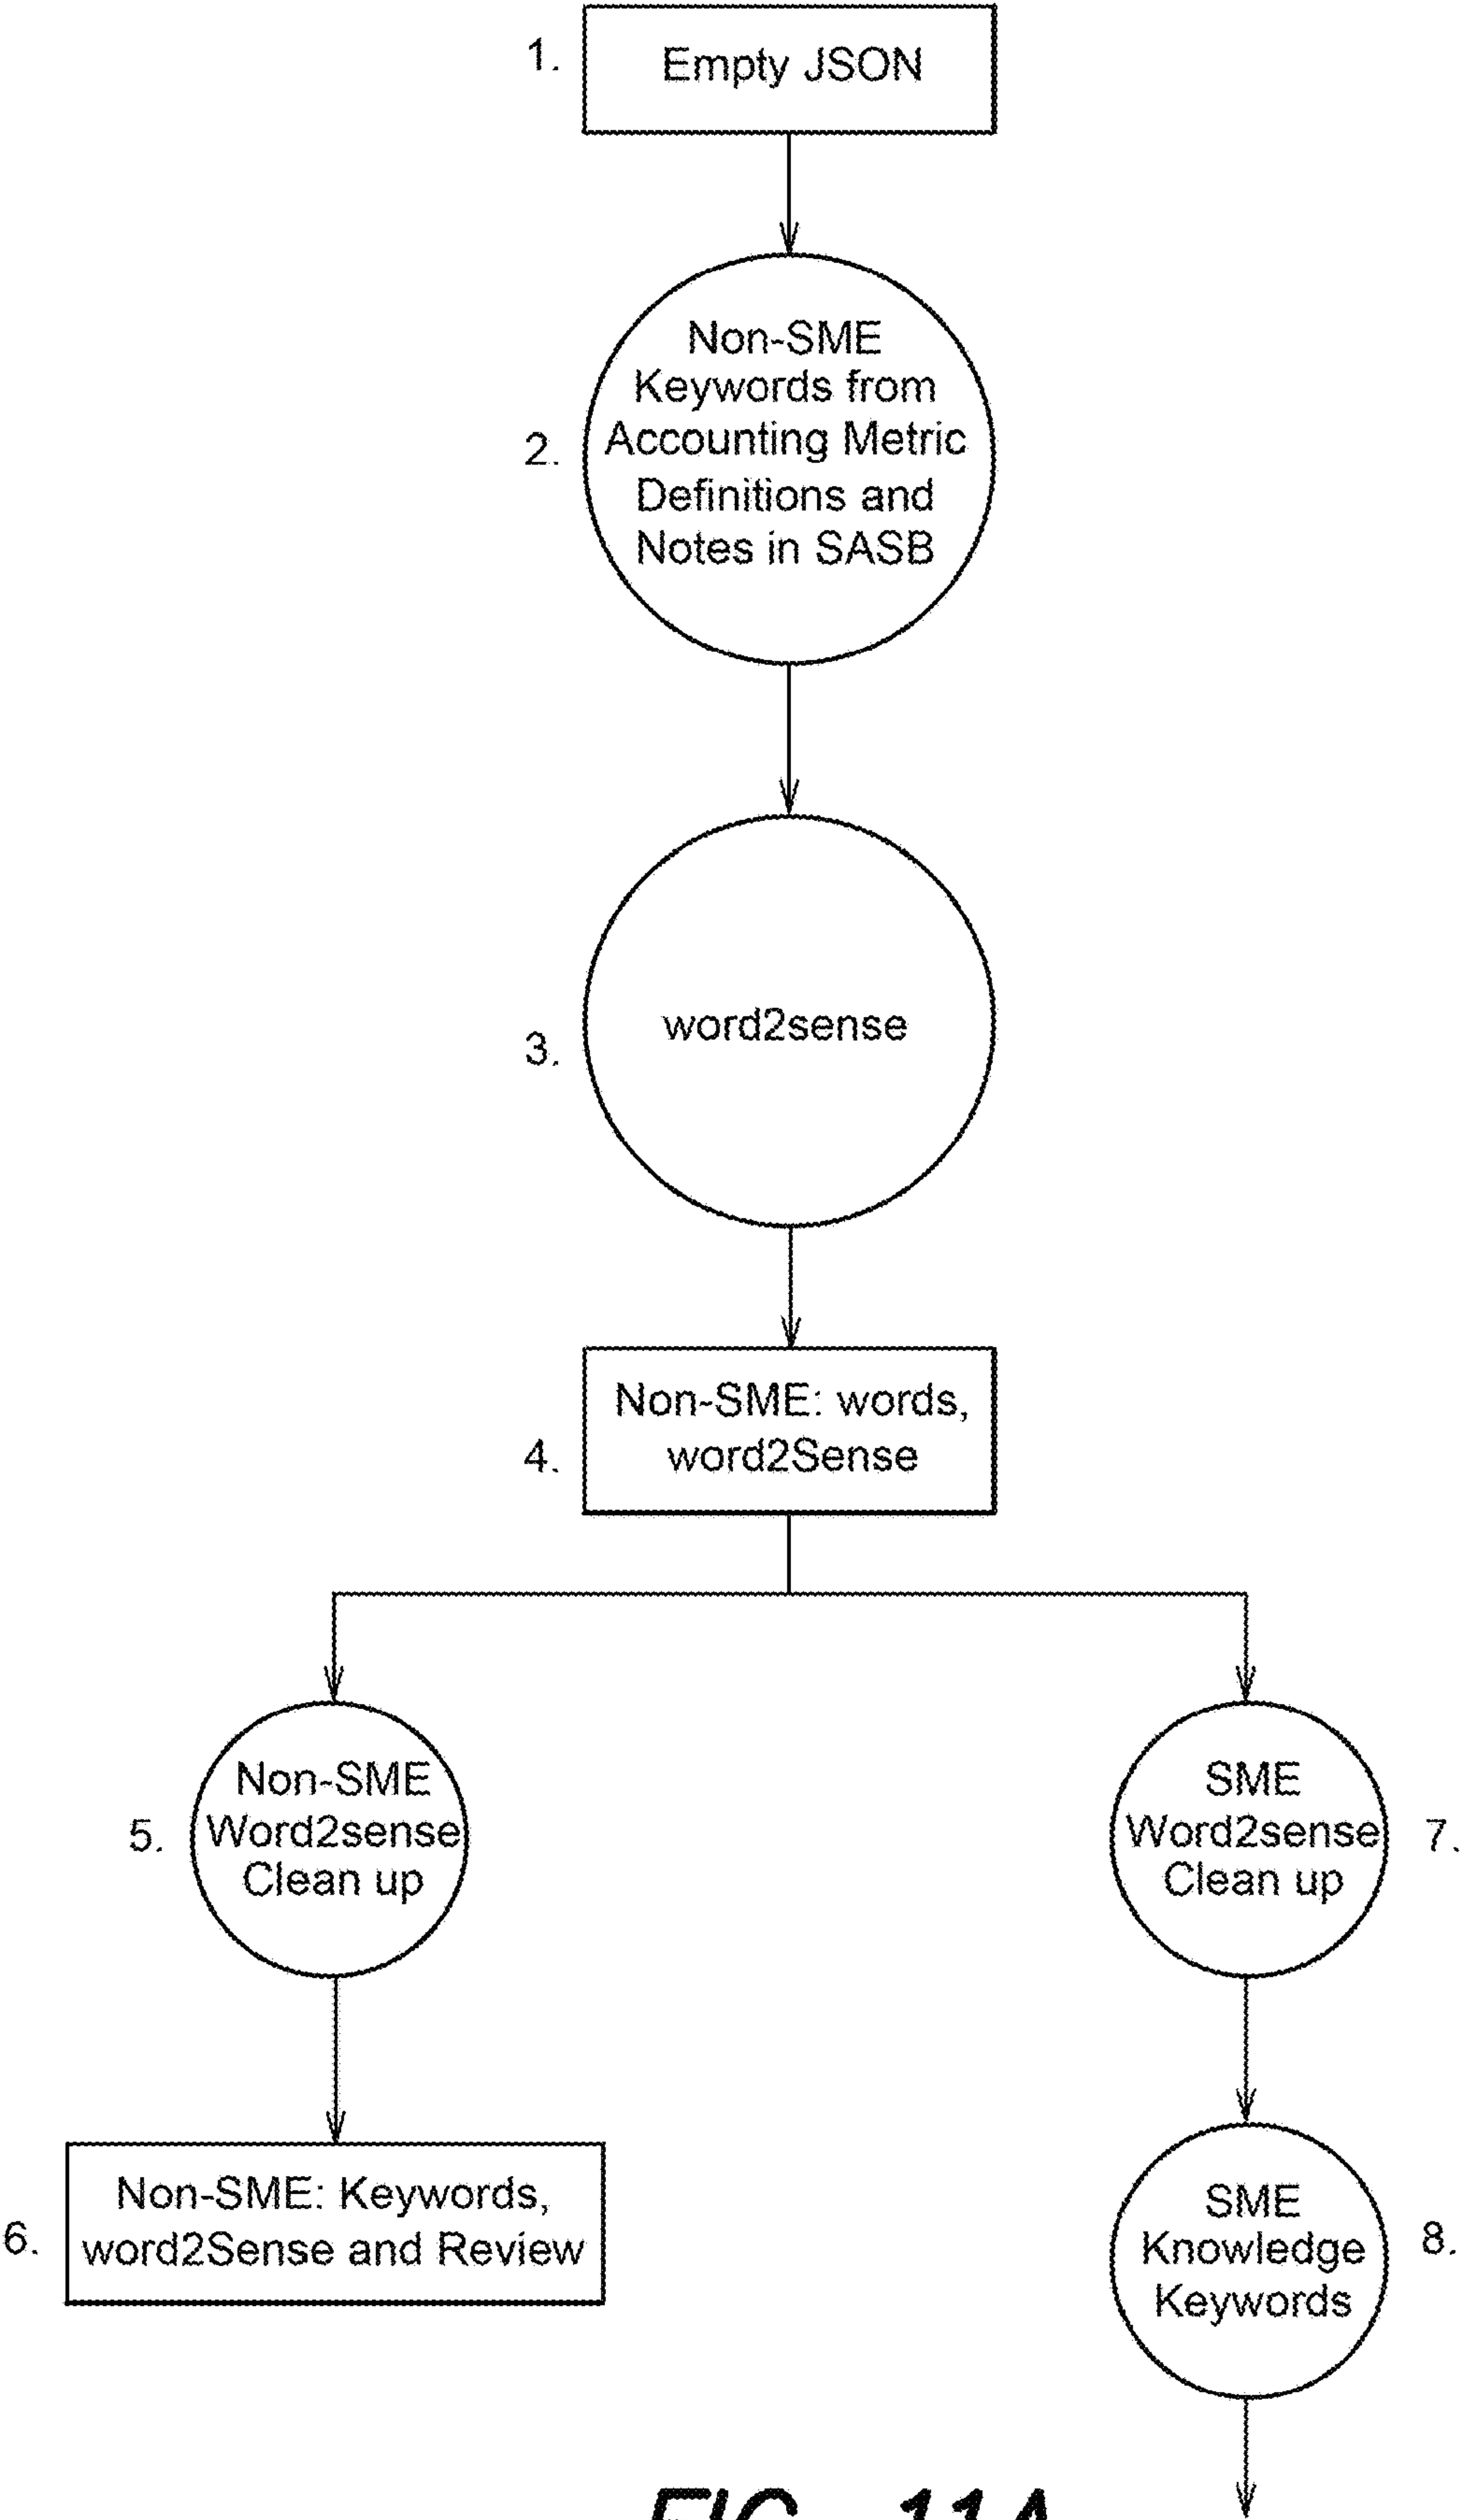 1.
Empty JSON
2.
Non-SME
Keywords from
Accounting Metric
Definitions and
Notes in SASB
3.
word2sense
4.
Non-SME: words,
word2Sense
5.
Non-SME
Word2sense
Clean up
SME
Word2sense
Clean up
7.
6.
Non-SME: Keywords,
word2Sense and Review
SME
Knowledge
Keywords
8.
FIG. 11A